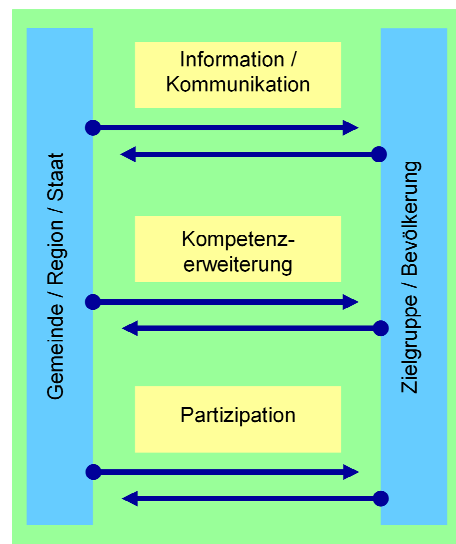 Information /
Kommunikation
Gemeinde / Region / Staat
Zielgruppe / Bevölkerung
Kompetenz-
erweiterung
Partizipation